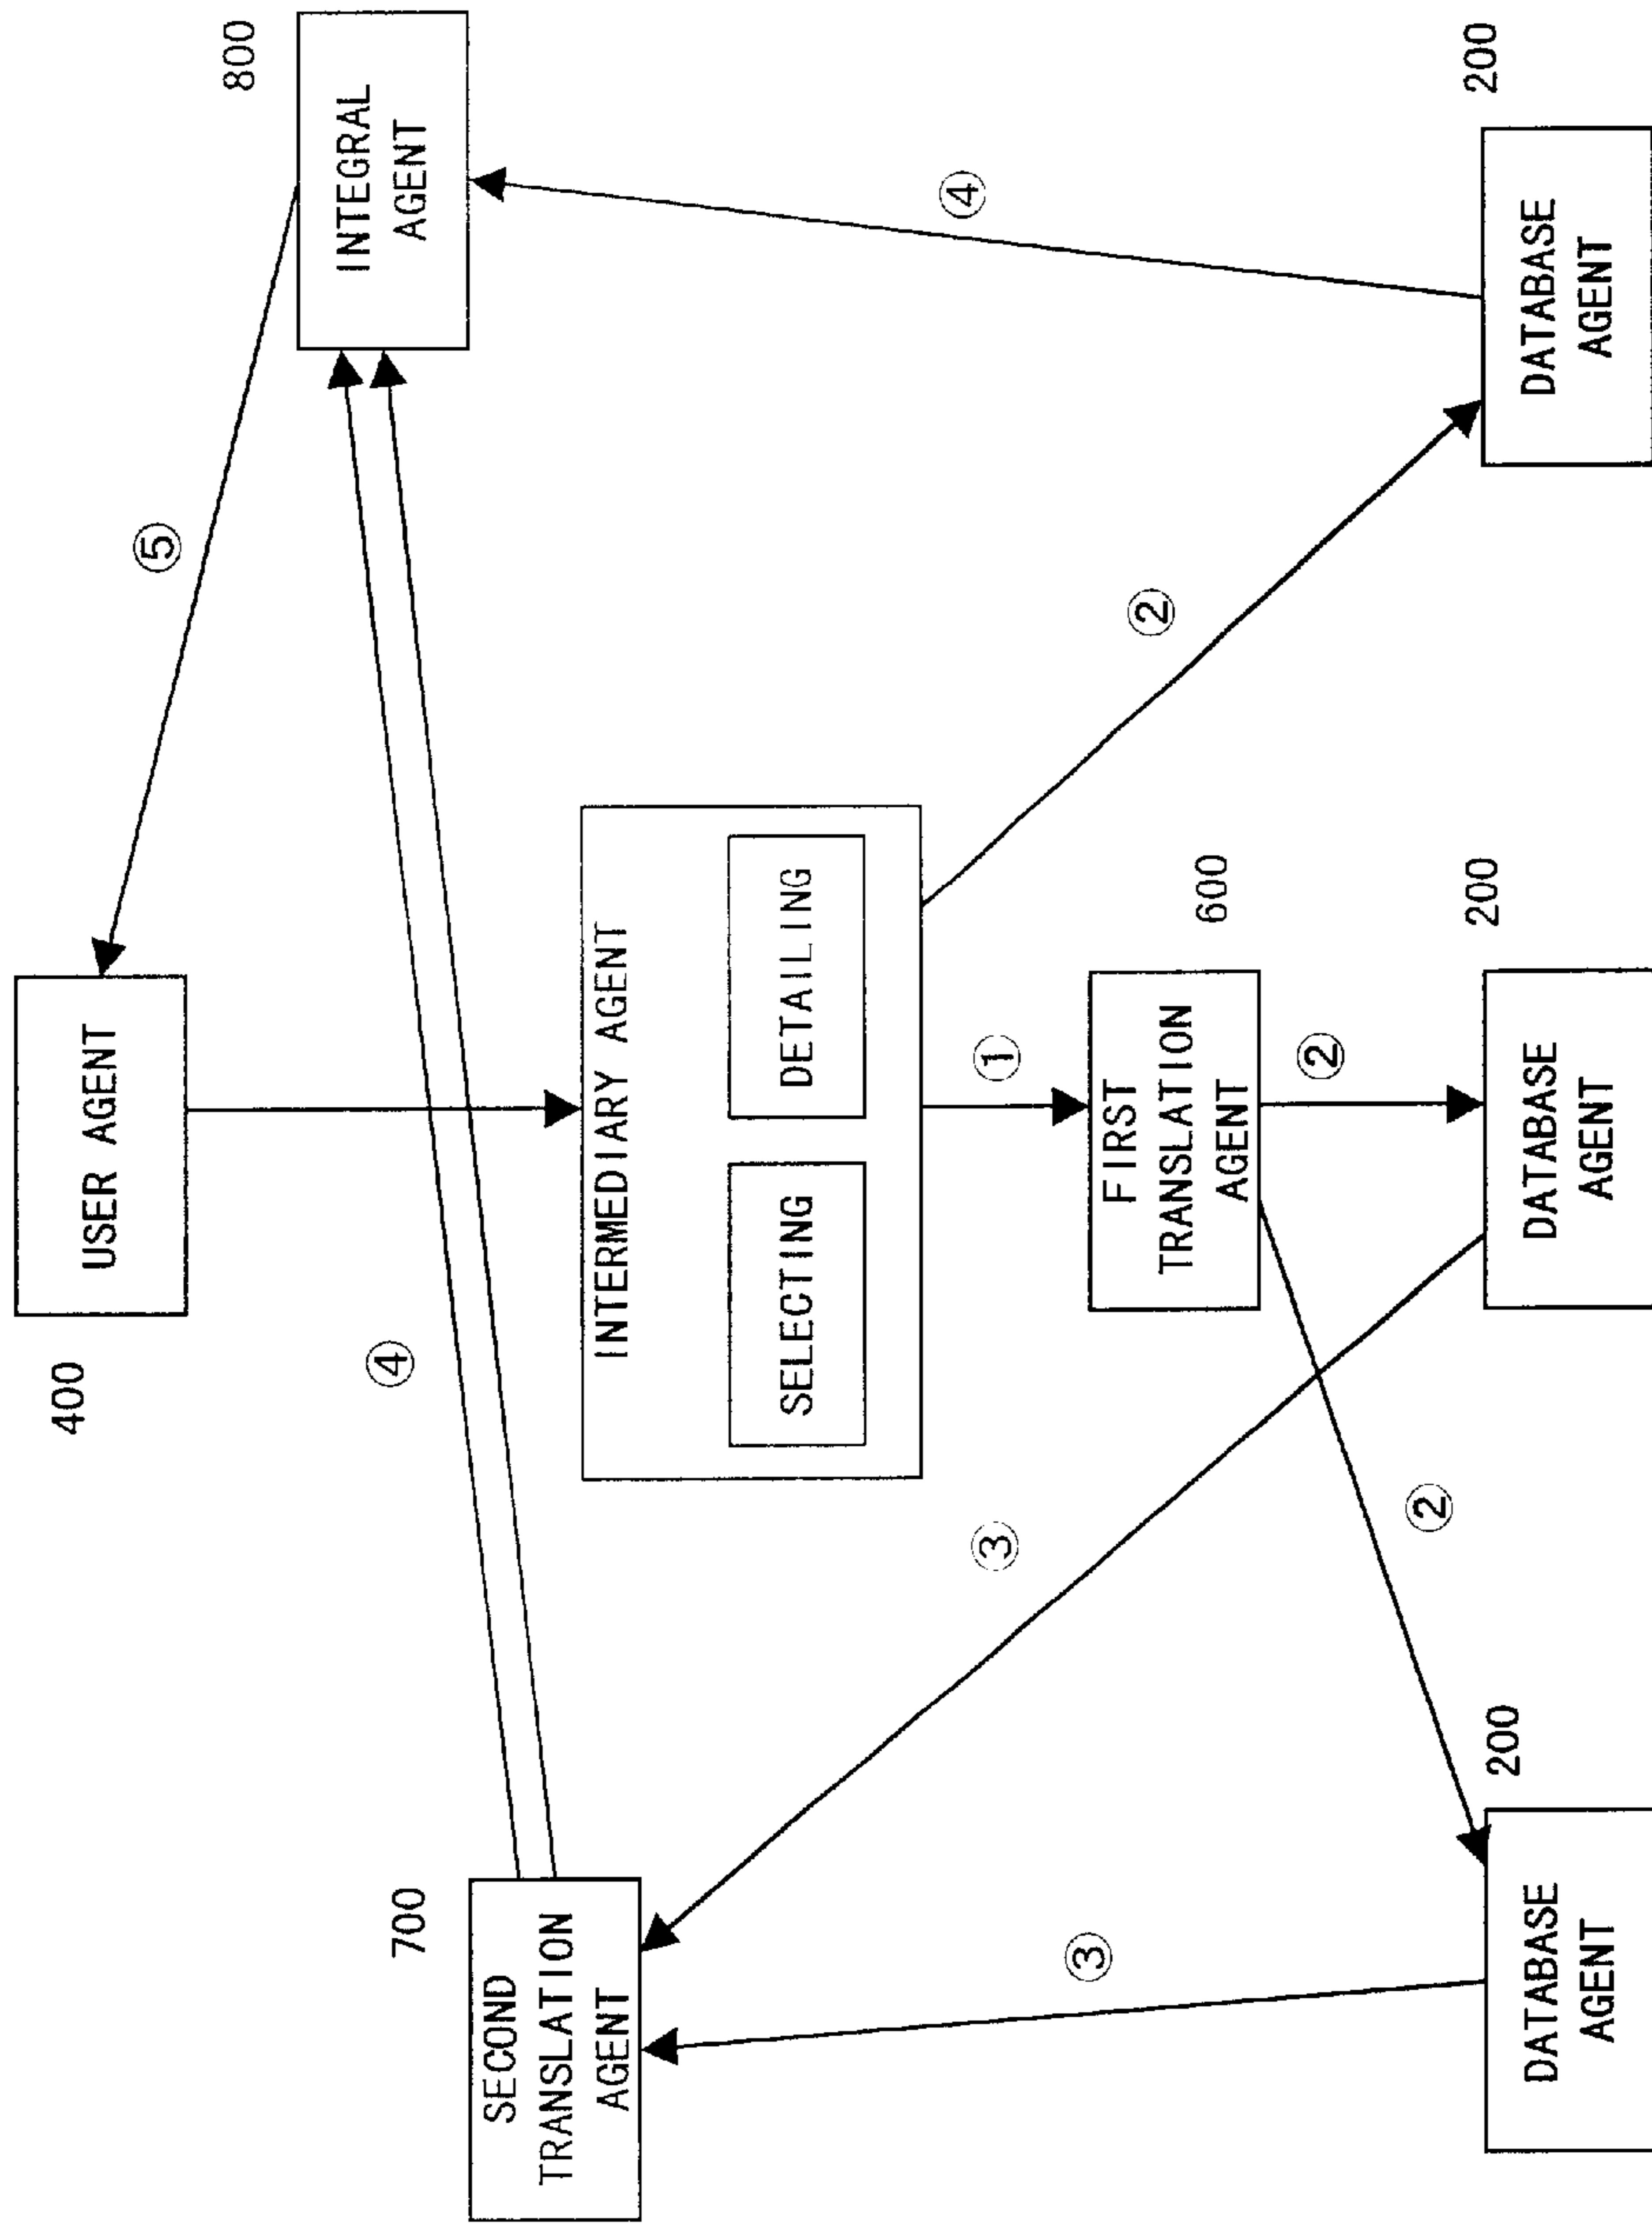 400
USER AGENT
⑤
800
INTEGRAL
AGENT
④
700
SECOND
TRANSLATION
AGENT
INTERMEDIARY AGENT
SELECTING
DETAILING
④
③
①
②
③
FIRST
TRANSLATION
AGENT
600
②
②
200
DATABASE
AGENT
200
DATABASE
AGENT
200
DATABASE
AGENT